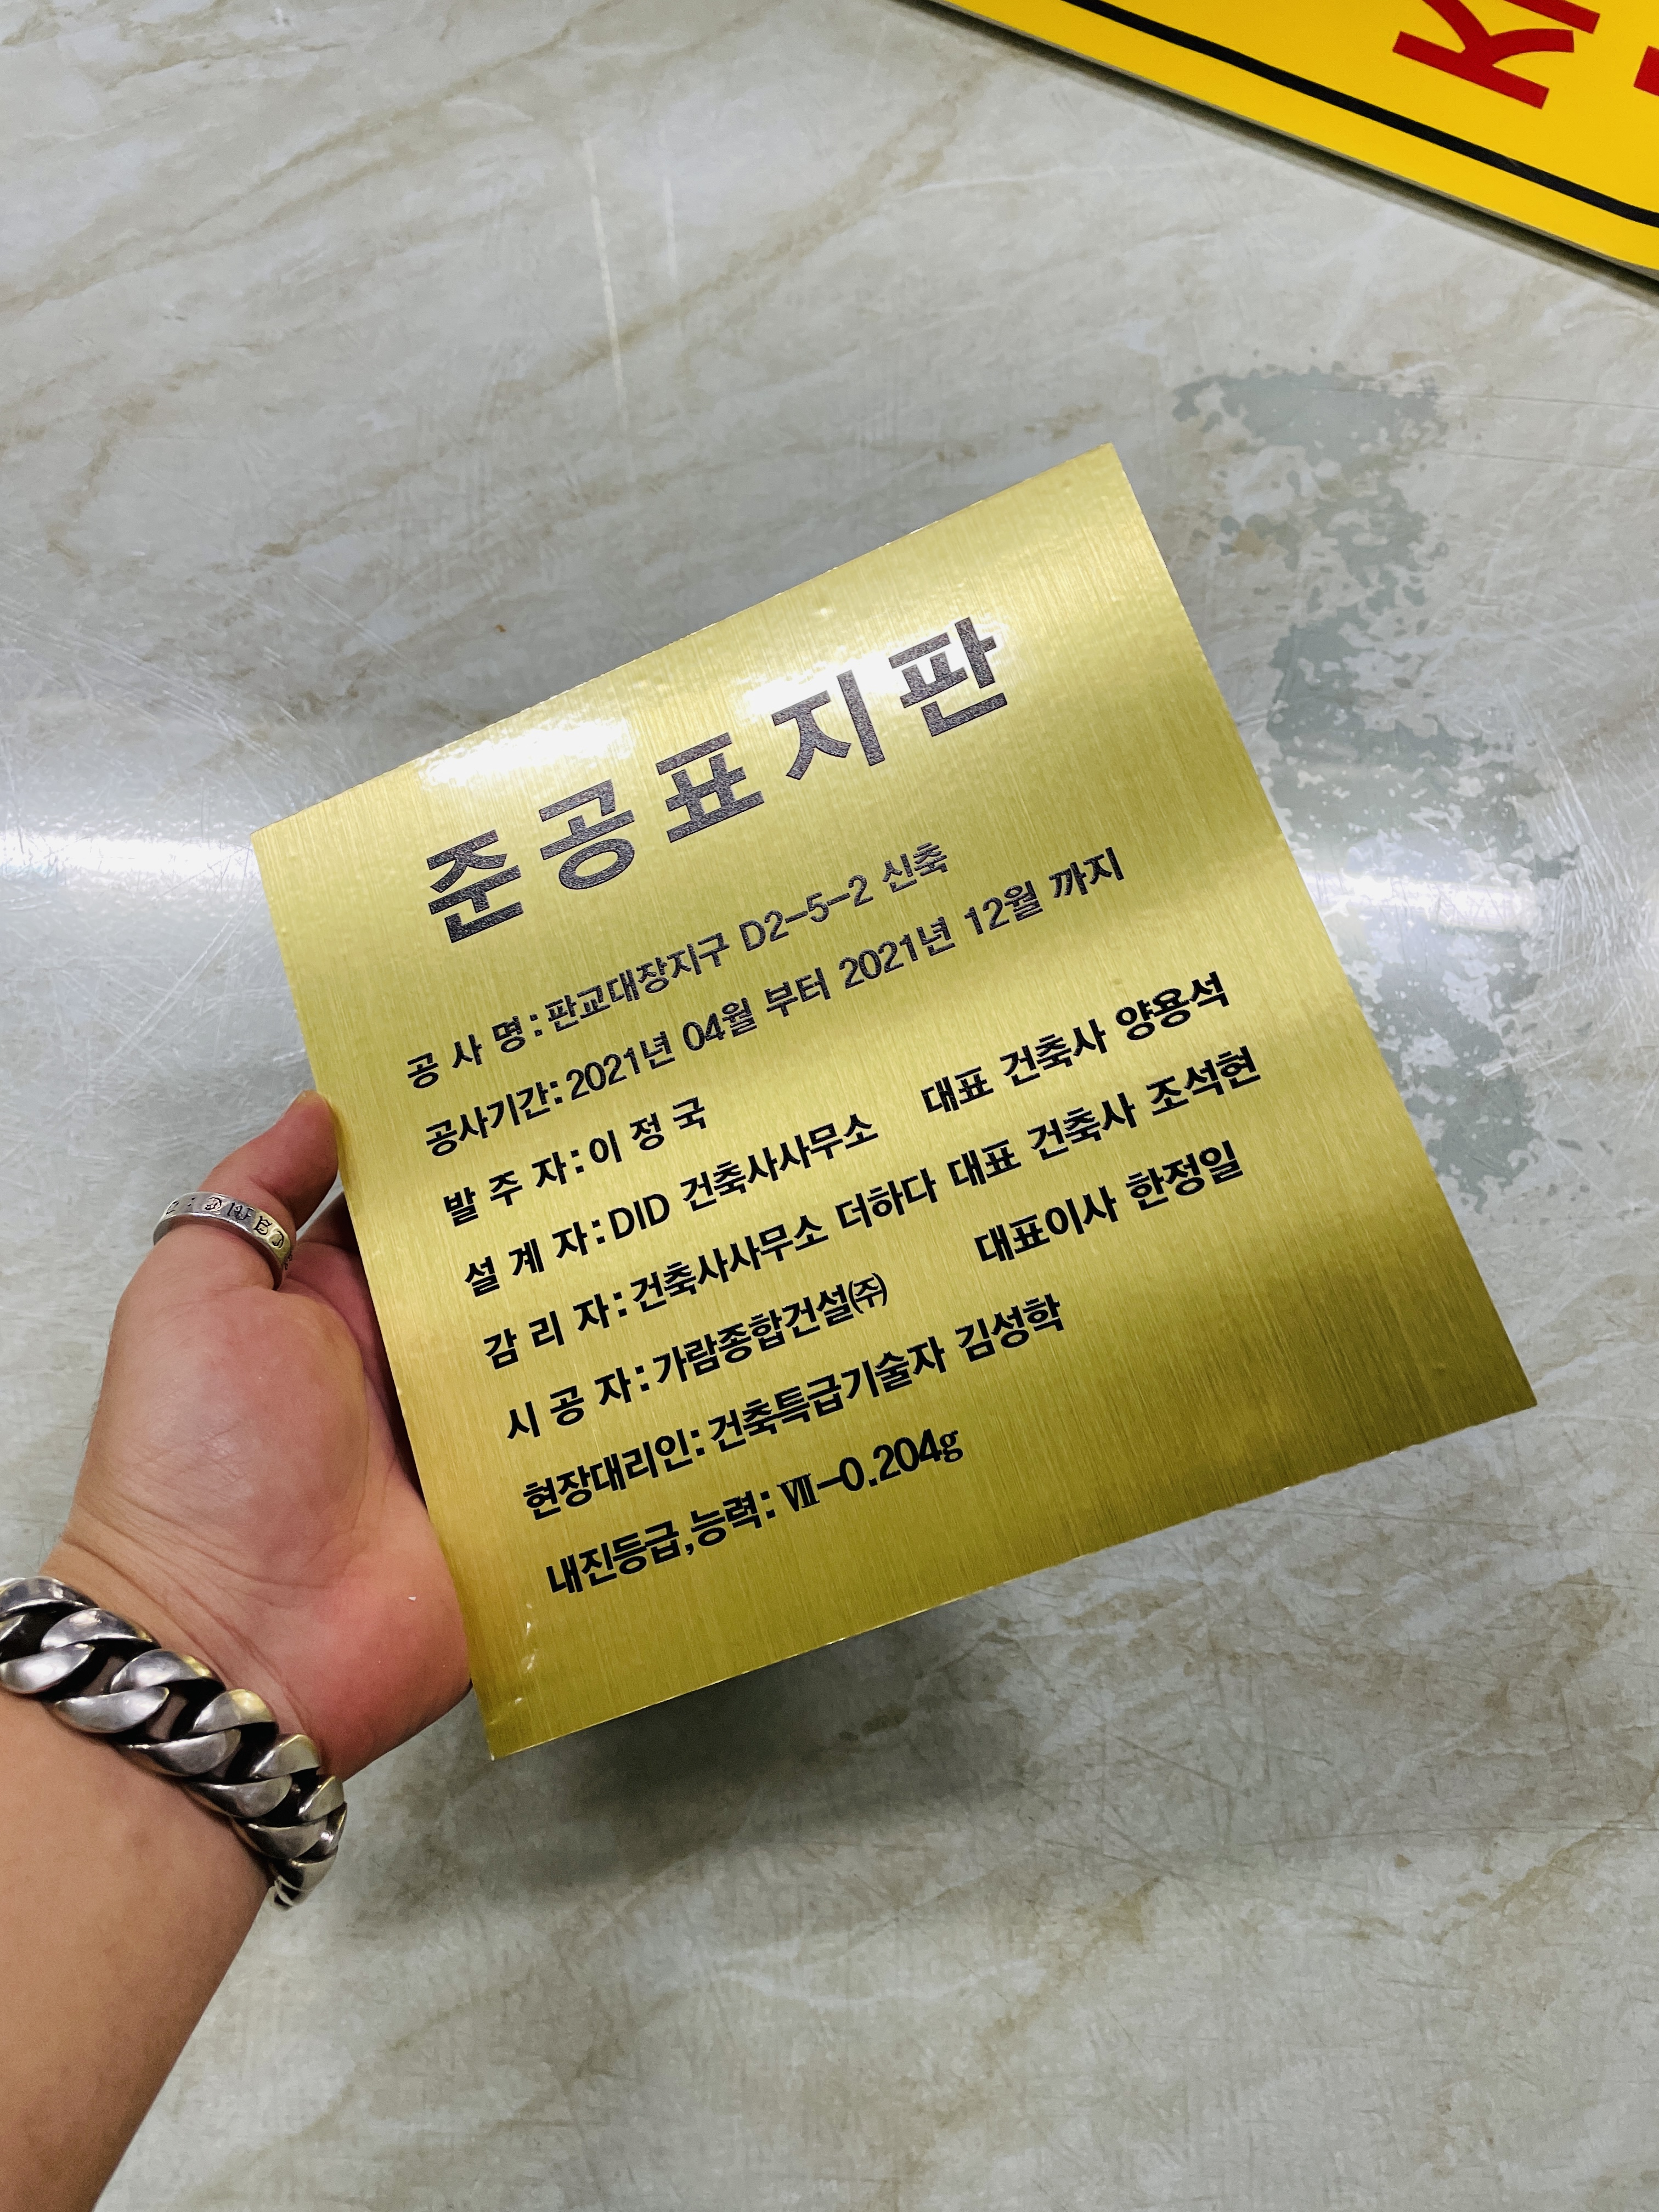 준공표지판
공 사 명 : 판교대장지구 D2-5-2 신축
공사기간 : 2021년 04월 부터 2021년 12월 까지
발 주 자 : 이 정 국
설 계 자 : DID 건축사사무소 대표 건축사 양용석
감 리 자 : 건축사사무소 더하다 대표 건축사 조석현
시 공 자 : 가람종합건설㈜ 대표이사 한정일
현장대리인 : 건축특급기술자 김성학
내진등급,능력 : Ⅶ-0.204g